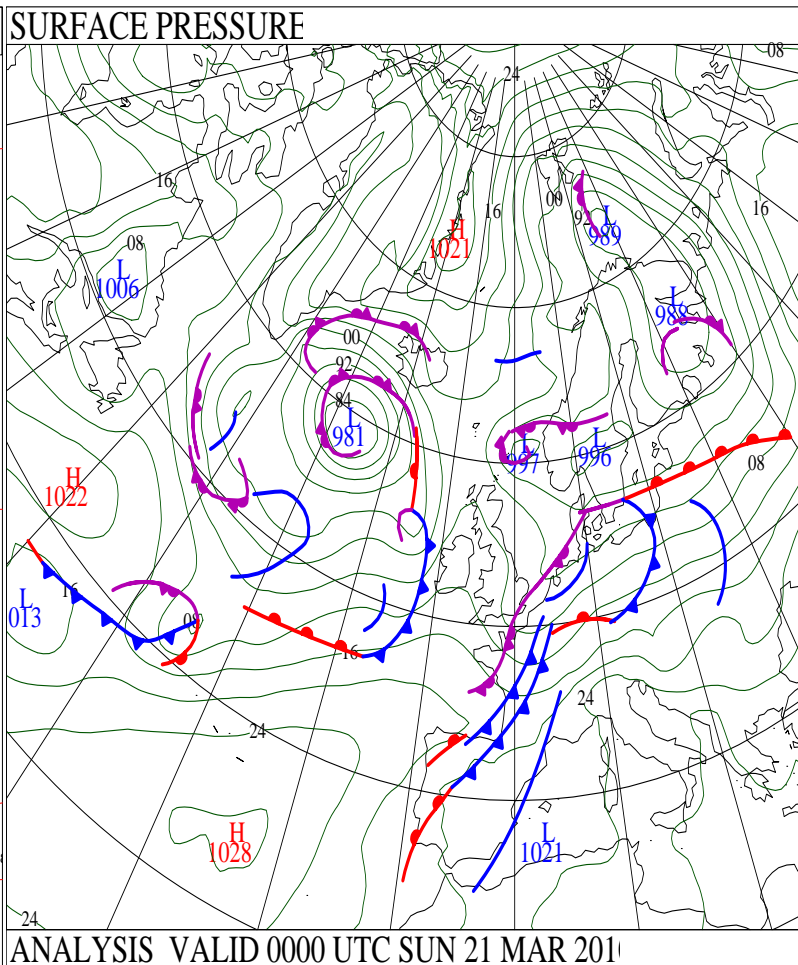 SURFACE PRESSURE
08
24
16
16
00
92
L
989
16
H
1021
08
L
1006
L
988
00
92
84
L
981
L
997
L
996
08
H
1022
16
L
013
08
16
24
24
H
1028
L
1021
24
ANALYSIS VALID 0000 UTC SUN 21 MAR 201